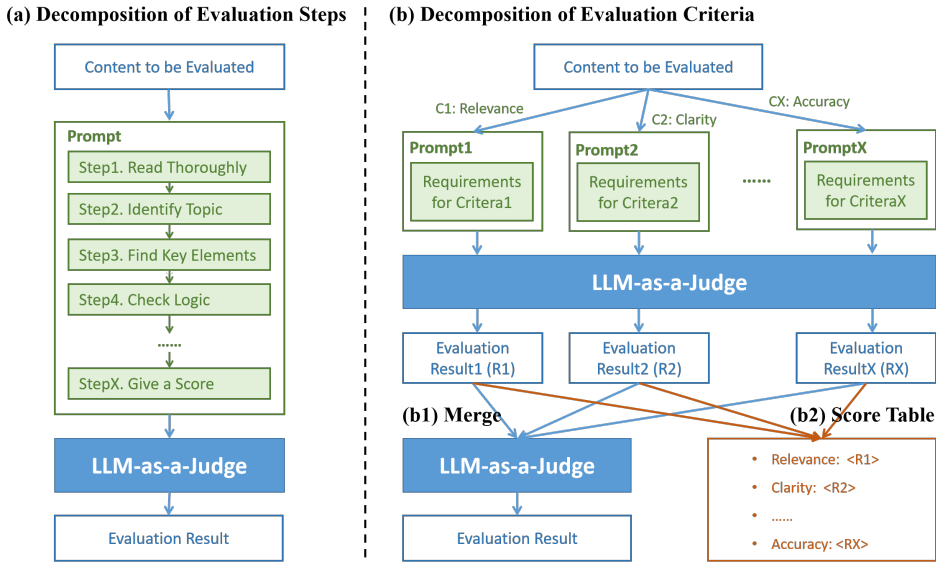 (a) Decomposition of Evaluation Steps
Content to be Evaluated
Prompt
Step1. Read Thoroughly
Step2. Identify Topic
Step3. Find Key Elements
Step4. Check Logic
......
StepX. Give a Score
LLM-as-a-Judge
Evaluation Result
(b) Decomposition of Evaluation Criteria
Content to be Evaluated
C1: Relevance
C2: Clarity
CX: Accuracy
Prompt1
Requirements
for Critera1
Prompt2
Requirements
for Critera2
......
PromptX
Requirements
for CriteraX
LLM-as-a-Judge
Evaluation
Result1 (R1)
Evaluation
Result2 (R2)
Evaluation
ResultX (RX)
(b1) Merge
LLM-as-a-Judge
Evaluation Result
(b2) Score Table
• Relevance: <R1>
• Clarity: <R2>
• ......
• Accuracy: <RX>